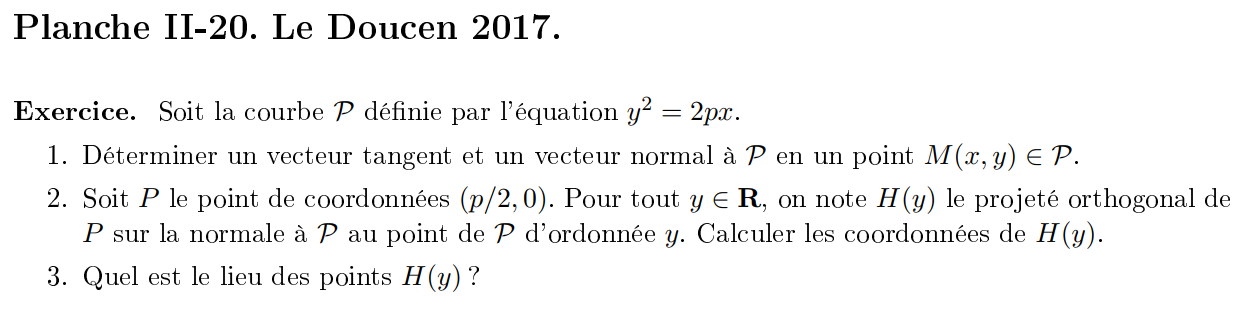 Planche II-20. Le Doucen 2017.
Exercice. Soit la courbe 𝒫 définie par l'équation y² = 2px.
1. Déterminer un vecteur tangent et un vecteur normal à 𝒫 en un point M(x, y) ∈ 𝒫.
2. Soit P le point de coordonnées (p/2, 0). Pour tout y ∈ R, on note H(y) le projeté orthogonal de
P sur la normale à 𝒫 au point de 𝒫 d'ordonnée y. Calculer les coordonnées de H(y).
3. Quel est le lieu des points H(y) ?